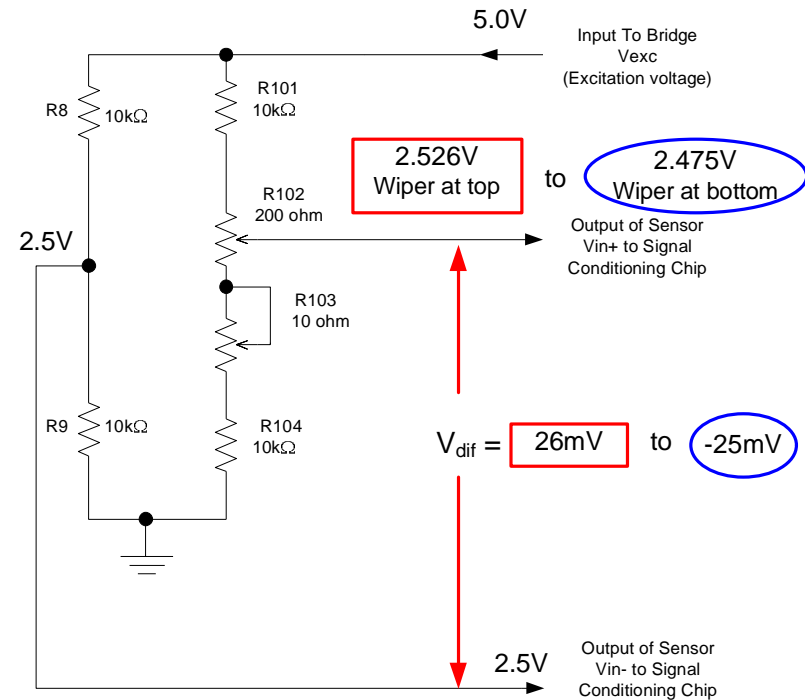 5.0V
Input To Bridge
Vexc
(Excitation voltage)
R8
10kΩ
R101
10kΩ
2.526V
Wiper at top
to
2.475V
Wiper at bottom
R102
200 ohm
Output of Sensor
Vin+ to Signal
Conditioning Chip
2.5V
R103
10 ohm
R9
10kΩ
R104
10kΩ
Vdif = 26mV to -25mV
2.5V
Output of Sensor
Vin- to Signal
Conditioning Chip